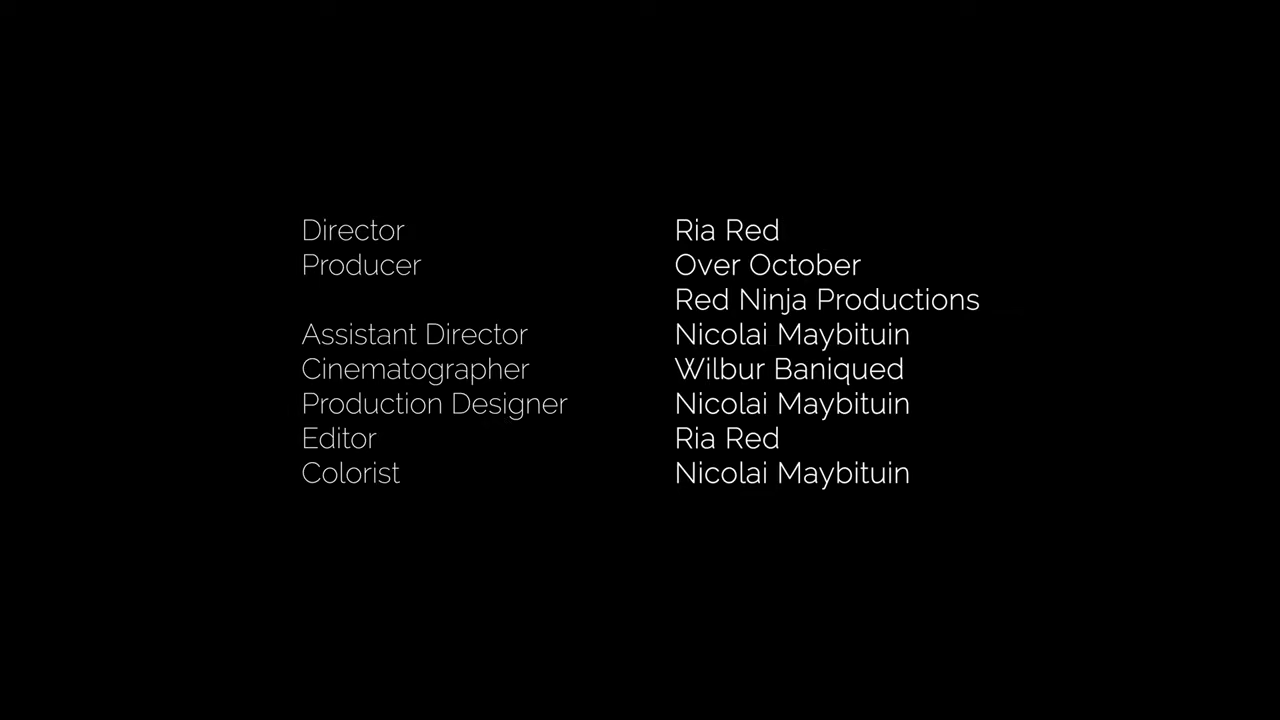 Director Ria Red
Producer Over October
Red Ninja Productions
Assistant Director Nicolai Maybituin
Cinematographer Wilbur Baniqued
Production Designer Nicolai Maybituin
Editor Ria Red
Colorist Nicolai Maybituin